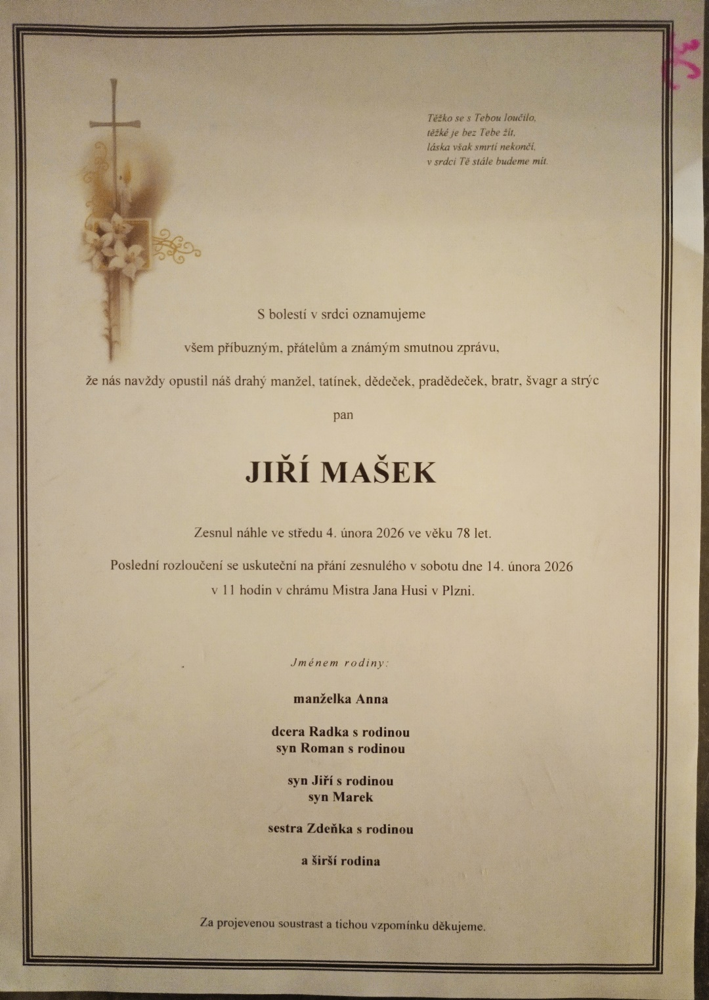 Těžko se s Tebou loučilo,
těžké je bez Tebe žít,
láska však smrtí nekončí,
v srdci Tě stále budeme mít.
S bolestí v srdci oznamujeme
všem příbuzným, přátelům a známým smutnou zprávu,
že nás navždy opustil náš drahý manžel, tatínek, dědeček, pradědeček, bratr, švagr a strýc
pan
JIŘÍ MAŠEK
Zesnul náhle ve středu 4. února 2026 ve věku 78 let.
Poslední rozloučení se uskuteční na přání zesnulého v sobotu dne 14. února 2026
v 11 hodin v chrámu Mistra Jana Husi v Plzni.
Jménem rodiny:
manželka Anna
dcera Radka s rodinou
syn Roman s rodinou
syn Jiří s rodinou
syn Marek
sestra Zdeňka s rodinou
a širší rodina
Za projevenou soustrast a tichou vzpomínku děkujeme.